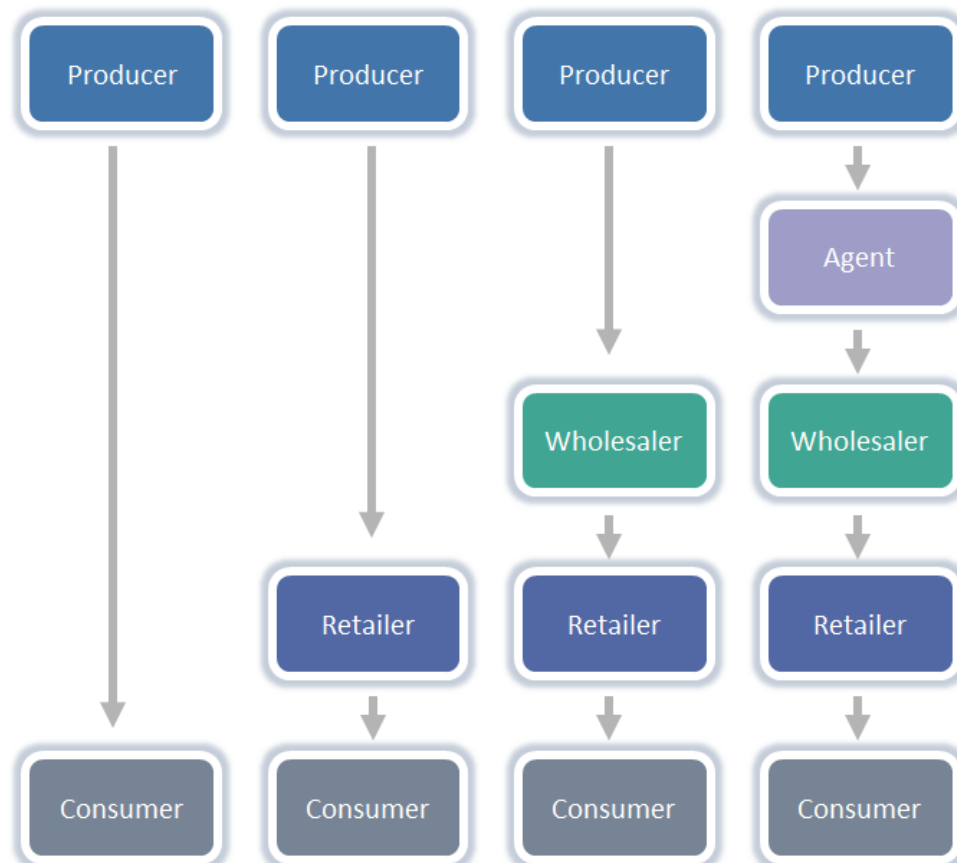 Producer
Producer
Producer
Producer
Agent
Wholesaler
Wholesaler
Retailer
Retailer
Retailer
Consumer
Consumer
Consumer
Consumer